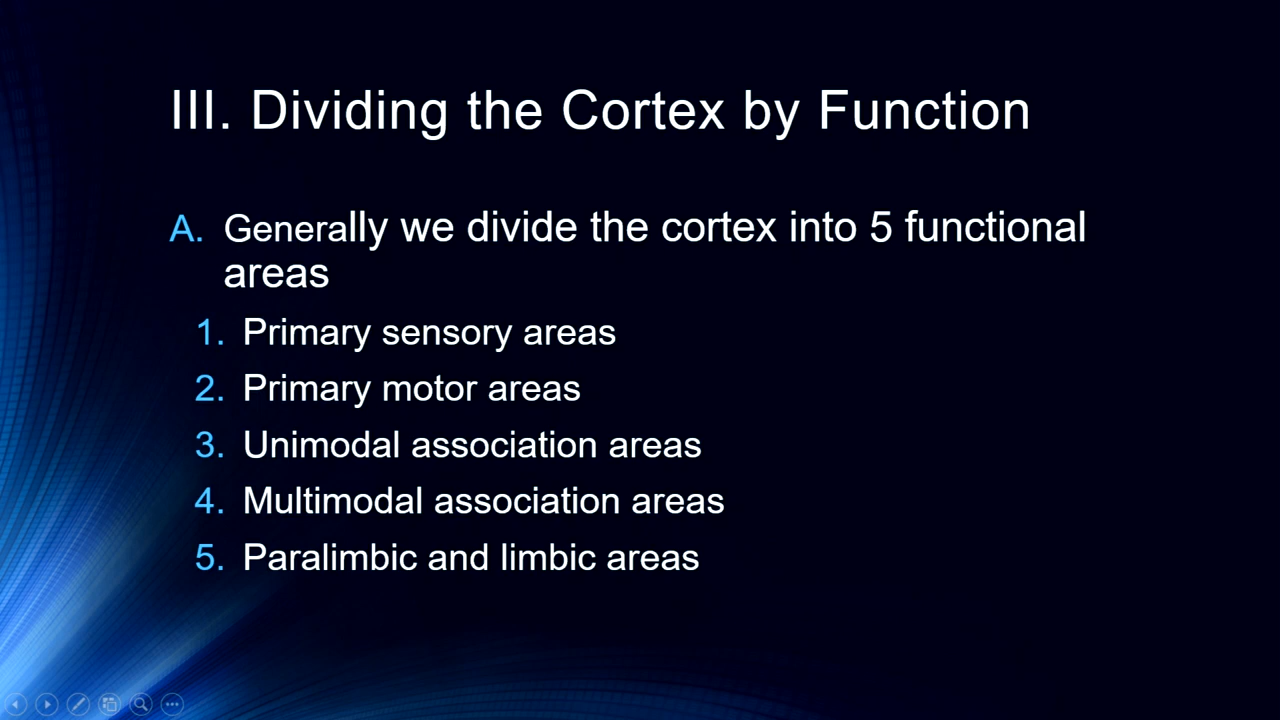 III. Dividing the Cortex by Function
A. Generally we divide the cortex into 5 functional
areas
1. Primary sensory areas
2. Primary motor areas
3. Unimodal association areas
4. Multimodal association areas
5. Paralimbic and limbic areas